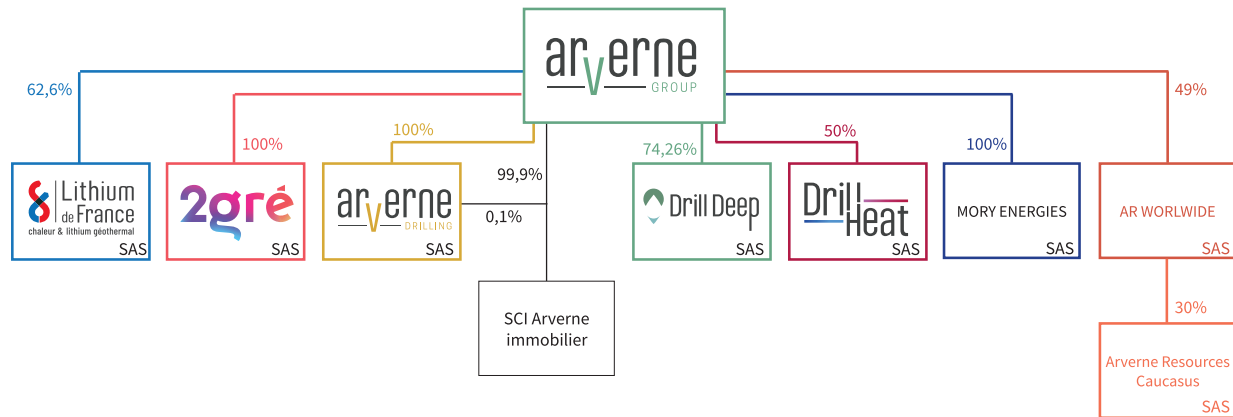 arverne
GROUP
62,6%
100%
100%
99,9%
0,1%
74,26%
50%
100%
49%
Lithium
de France
chaleur & lithium géothermal
SAS
2gré
SAS
arverne
DRILLING
SAS
Drill Deep
SAS
Drill
Heat
SAS
MORY ENERGIES
SAS
AR WORLWIDE
SAS
SCI Arverne
immobilier
30%
Arverne Resources
Caucasus
SAS